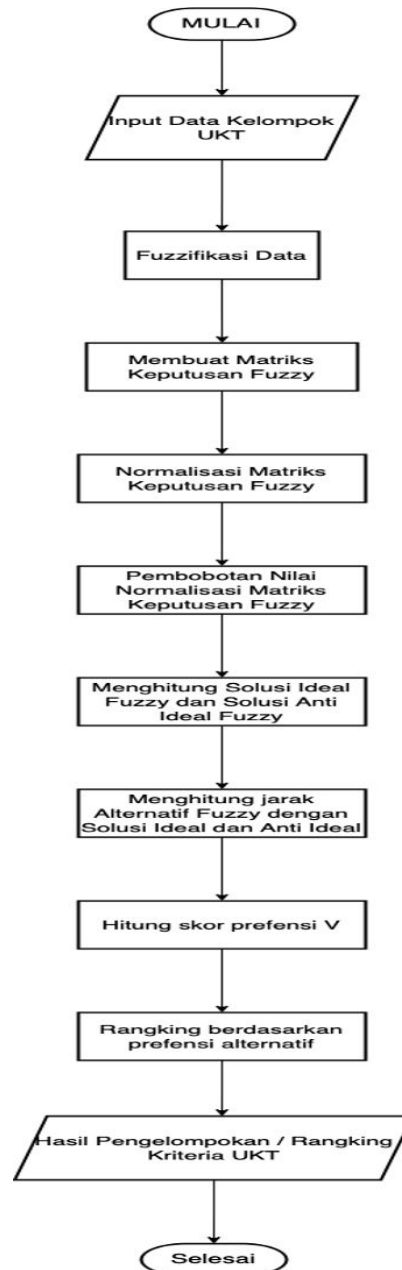 MULAI
Input Data Kelompok
UKT
Fuzzifikasi Data
Membuat Matriks
Keputusan Fuzzy
Normalisasi Matriks
Keputusan Fuzzy
Pembobotan Nilai
Normalisasi Matriks
Keputusan Fuzzy
Menghitung Solusi Ideal
Fuzzy dan Solusi Anti
Ideal Fuzzy
Menghitung jarak
Alternatif Fuzzy dengan
Solusi Ideal dan Anti Ideal
Hitung skor prefensi V
Rangking berdasarkan
prefensi alternatif
Hasil Pengelompokan / Rangking
Kriteria UKT
Selesai